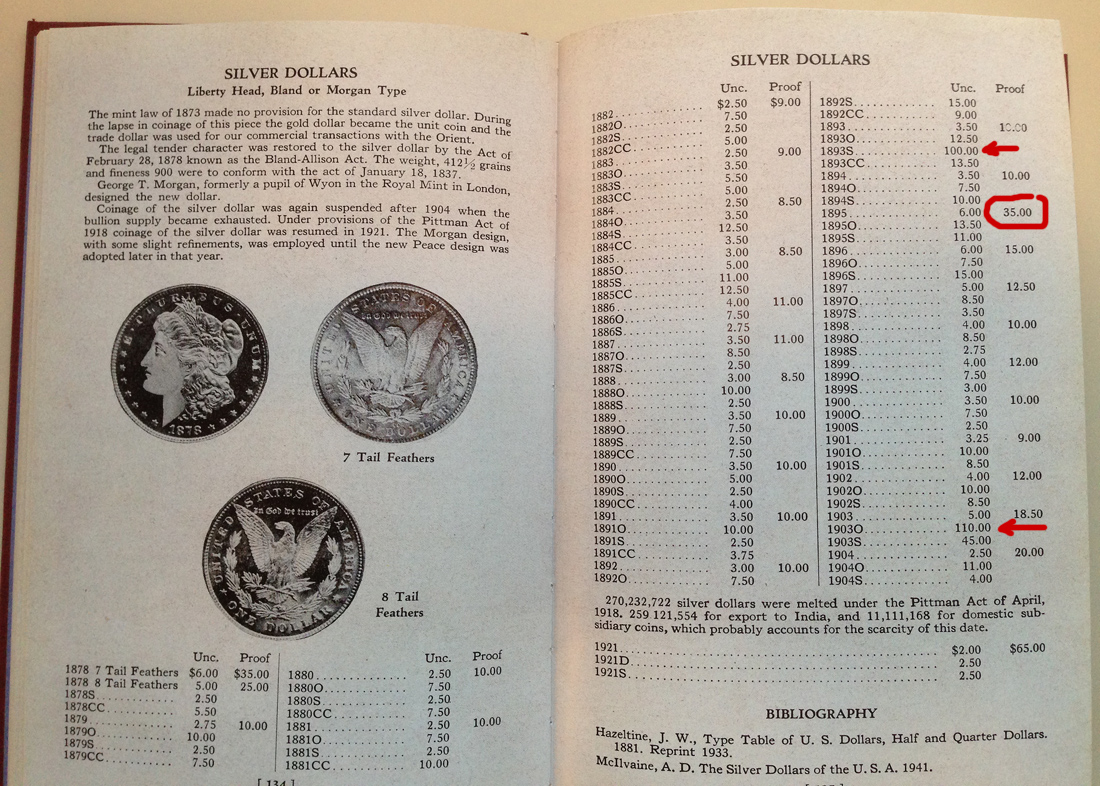 SILVER DOLLARS
Liberty Head, Bland or Morgan Type
The mint law of 1873 made no provision for the standard silver dollar. During
the lapse in coinage of this piece the gold dollar became the unit coin and the
trade dollar was used for our commercial transactions with the Orient.
The legal tender character was restored to the silver dollar by the Act of
February 28, 1878 known as the Bland-Allison Act. The weight, 412½ grains
and fineness 900 were to conform with the act of January 18, 1837.
George T. Morgan, formerly a pupil of Wyon in the Royal Mint in London,
designed the new dollar.
Coinage of the silver dollar was again suspended after 1904 when the
bullion supply became exhausted. Under provisions of the Pittman Act of
1918 coinage of the silver dollar was resumed in 1921. The Morgan design,
with some slight refinements, was employed until the new Peace design was
adopted later in that year.
E·PLURIBUS·UNUM
1878
UNITED STATES OF AMERICA
In God we trust
ONE DOLLAR
7 Tail Feathers
UNITED STATES OF AMERICA
In God we trust
ONE DOLLAR
8 Tail
Feathers
Unc. Proof
1878 7 Tail Feathers $6.00 $35.00
1878 8 Tail Feathers 5.00 25.00
1878S 2.50
1878CC 5.50
1879 2.75 10.00
1879O 10.00
1879S 2.50
1879CC 7.50
Unc. Proof
1880 2.50 10.00
1880O 7.50
1880S 2.50
1880CC 7.50
1881 2.50 10.00
1881O 7.50
1881S 2.50
1881CC 10.00
[ 134 ]
SILVER DOLLARS
Unc. Proof
1882 $2.50 $9.00
1882O 7.50
1882S 2.50
1882CC 5.00
1883 2.50 9.00
1883O 3.50
1883S 5.50
1883CC 5.00
1884 2.50 8.50
1884O 3.50
1884S 12.50
1884CC 3.50
1885 3.00 8.50
1885O 5.00
1885S 11.00
1885CC 12.50
1886 4.00 11.00
1886O 7.50
1886S 2.75
1887 3.50 11.00
1887O 8.50
1887S 2.50
1888 3.00 8.50
1888O 10.00
1888S 2.50
1889 3.50 10.00
1889O 7.50
1889S 2.50
1889CC 7.50
1890 3.50 10.00
1890O 5.00
1890S 2.50
1890CC 4.00
1891 3.50 10.00
1891O 10.00
1891S 2.50
1891CC 3.75
1892 3.00 10.00
1892O 7.50
Unc. Proof
1892S 15.00
1892CC 9.00
1893 3.50
1893O 12.50
1893S 100.00
1893CC 13.50
1894 3.50 10.00
1894O 7.50
1894S 10.00
1895 6.00 35.00
1895O 13.50
1895S 11.00
1896 6.00 15.00
1896O 7.50
1896S 15.00
1897 5.00 12.50
1897O 8.50
1897S 3.50
1898 4.00 10.00
1898O 8.50
1898S 2.75
1899 4.00 12.00
1899O 7.50
1899S 3.00
1900 3.50 10.00
1900O 7.50
1900S 2.50
1901 3.25 9.00
1901O 10.00
1901S 8.50
1902 4.00 12.00
1902O 10.00
1902S 8.50
1903 5.00 18.50
1903O 110.00
1903S 45.00
1904 2.50 20.00
1904O 11.00
1904S 4.00
270,232,722 silver dollars were melted under the Pittman Act of April,
1918. 259 121,554 for export to India, and 11,111,168 for domestic sub-
sidiary coins, which probably accounts for the scarcity of this date.
1921 $2.00 $65.00
1921D 2.50
1921S 2.50
BIBLIOGRAPHY
Hazeltine, J. W., Type Table of U. S. Dollars, Half and Quarter Dollars.
1881. Reprint 1933.
McIlvaine, A. D. The Silver Dollars of the U. S. A. 1941.